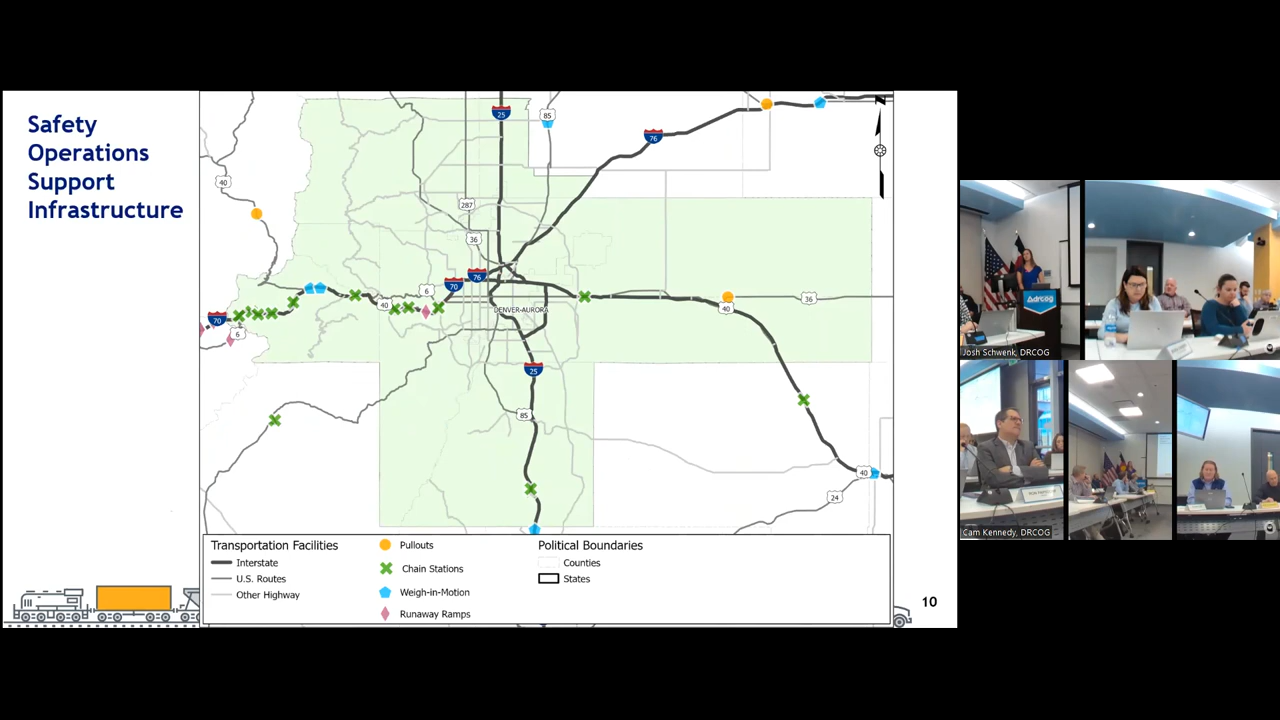 Safety
Operations
Support
Infrastructure
25
85
76
40
287
36
76
70
6
40
70
6
DENVER-AURORA
36
40
25
85
40
24
Transportation Facilities
Interstate
U.S. Routes
Other Highway
Pullouts
Chain Stations
Weigh-in-Motion
Runaway Ramps
Political Boundaries
Counties
States
10
drcog
Josh Schwenk, DRCOG
Cam Kennedy, DRCOG